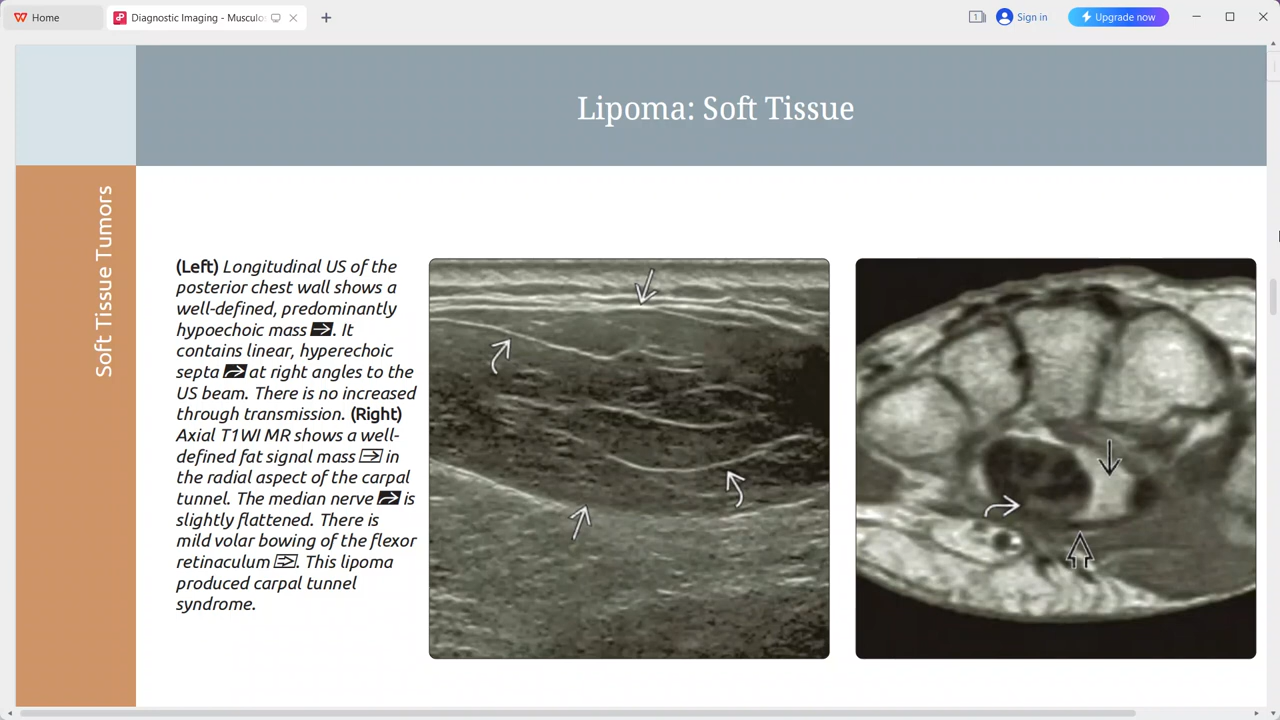 Home
Diagnostic Imaging - Musculo
1
Sign in
Upgrade now
Lipoma: Soft Tissue
Soft Tissue Tumors
(Left) Longitudinal US of the
posterior chest wall shows a
well-defined, predominantly
hypoechoic mass. It
contains linear, hyperechoic
septa at right angles to the
US beam. There is no increased
through transmission. (Right)
Axial T1WI MR shows a well-
defined fat signal mass in
the radial aspect of the carpal
tunnel. The median nerve is
slightly flattened. There is
mild volar bowing of the flexor
retinaculum. This lipoma
produced carpal tunnel
syndrome.